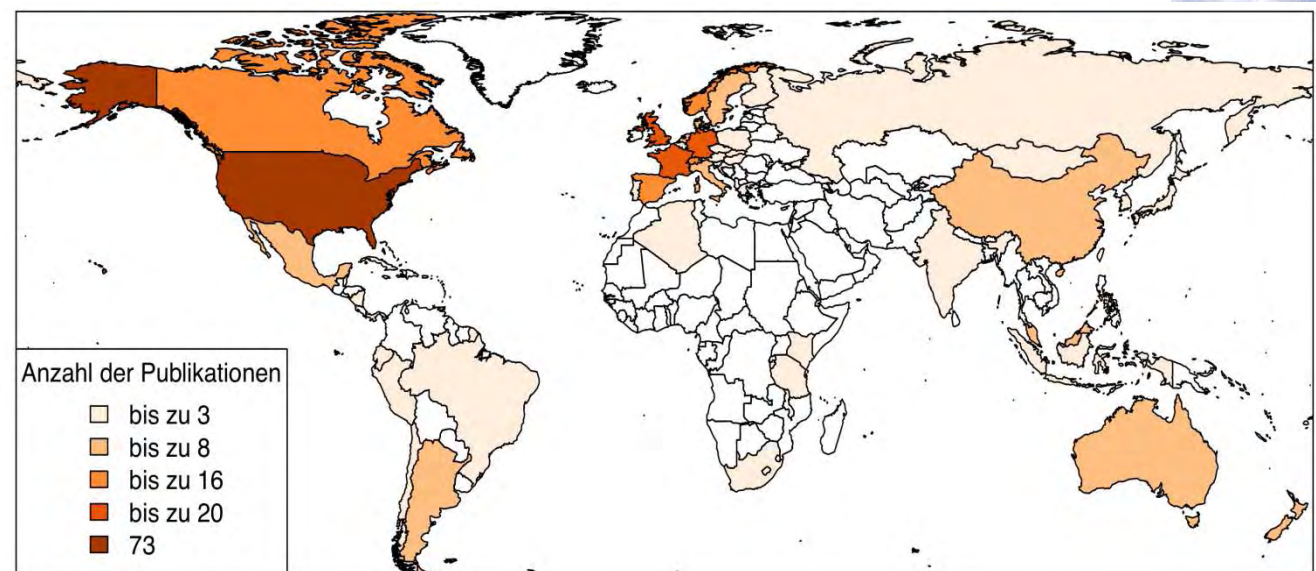 Anzahl der Publikationen
bis zu 3
bis zu 8
bis zu 16
bis zu 20
73